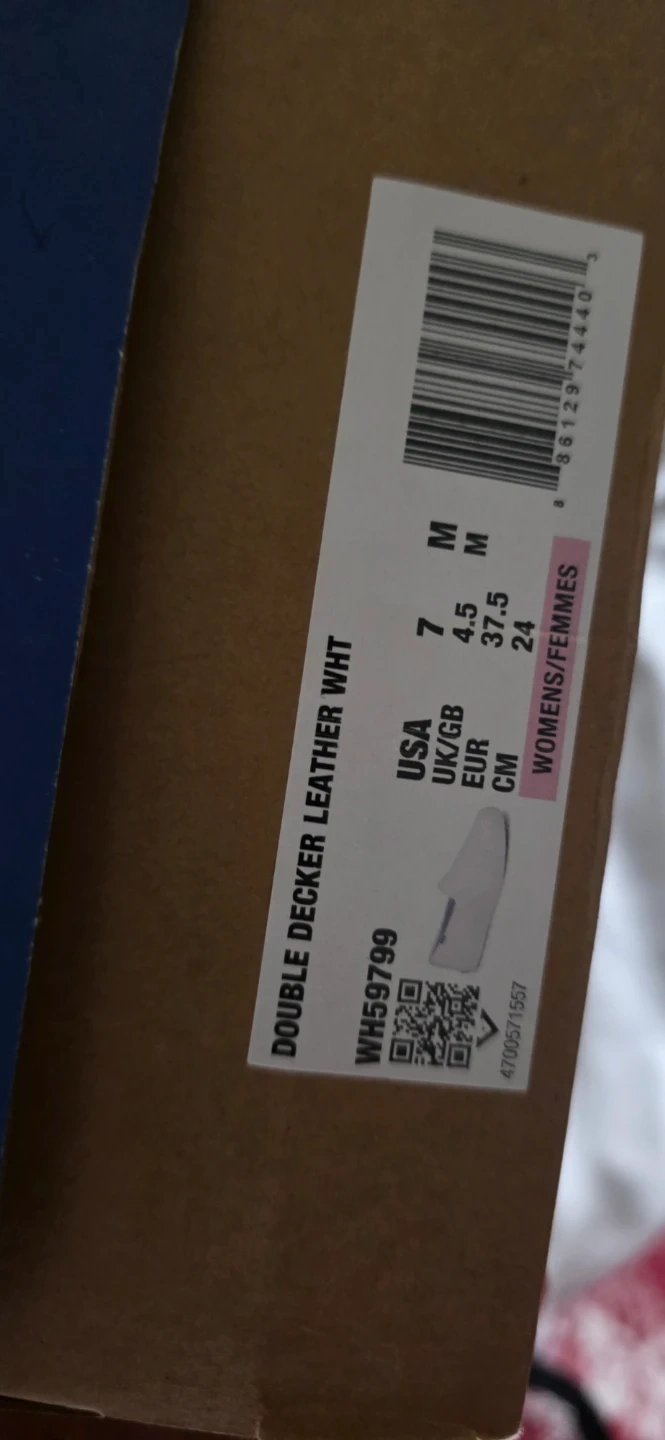 DOUBLE DECKER LEATHER WHT
WH59799
USA 7 M
UK/GB 4.5 M
EUR 37.5
CM 24
WOMENS/FEMMES
4700571557
8 86129 74440 3